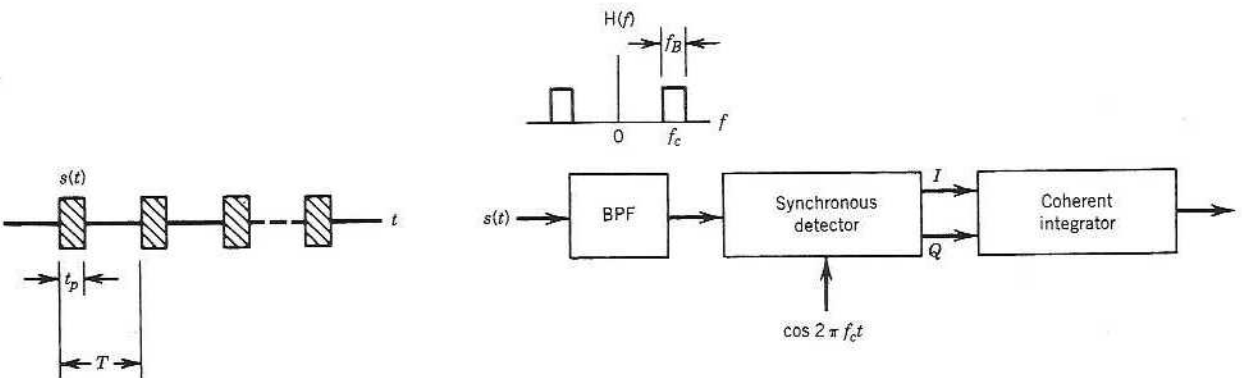 H(f)
f_B
0
f_c
f
s(t)
t
t_p
T
s(t)
BPF
Synchronous
detector
I
Q
Coherent
integrator
cos 2 π f_c t